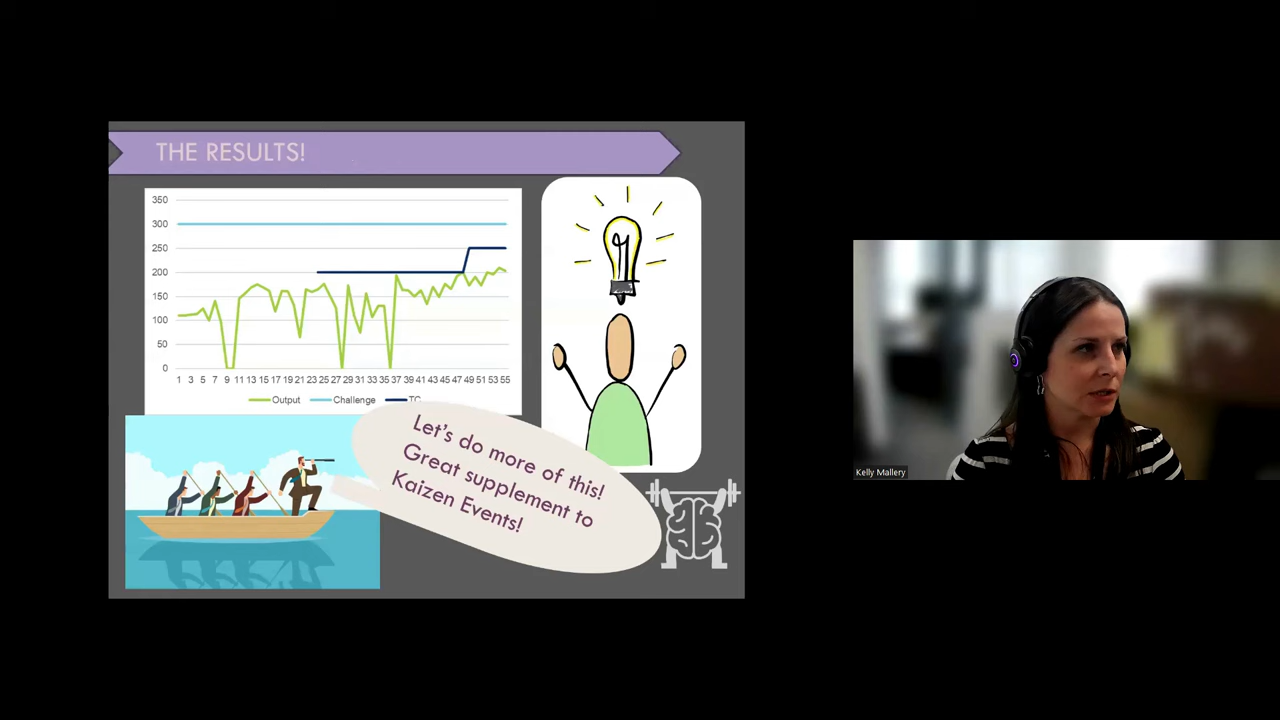 THE RESULTS!
350
300
250
200
150
100
50
0
1 3 5 7 9 11 13 15 17 19 21 23 25 27 29 31 33 35 37 39 41 43 45 47 49 51 53 55
Output Challenge TC
Let's do more of this!
Great supplement to
Kaizen Events!
Kelly Mallery